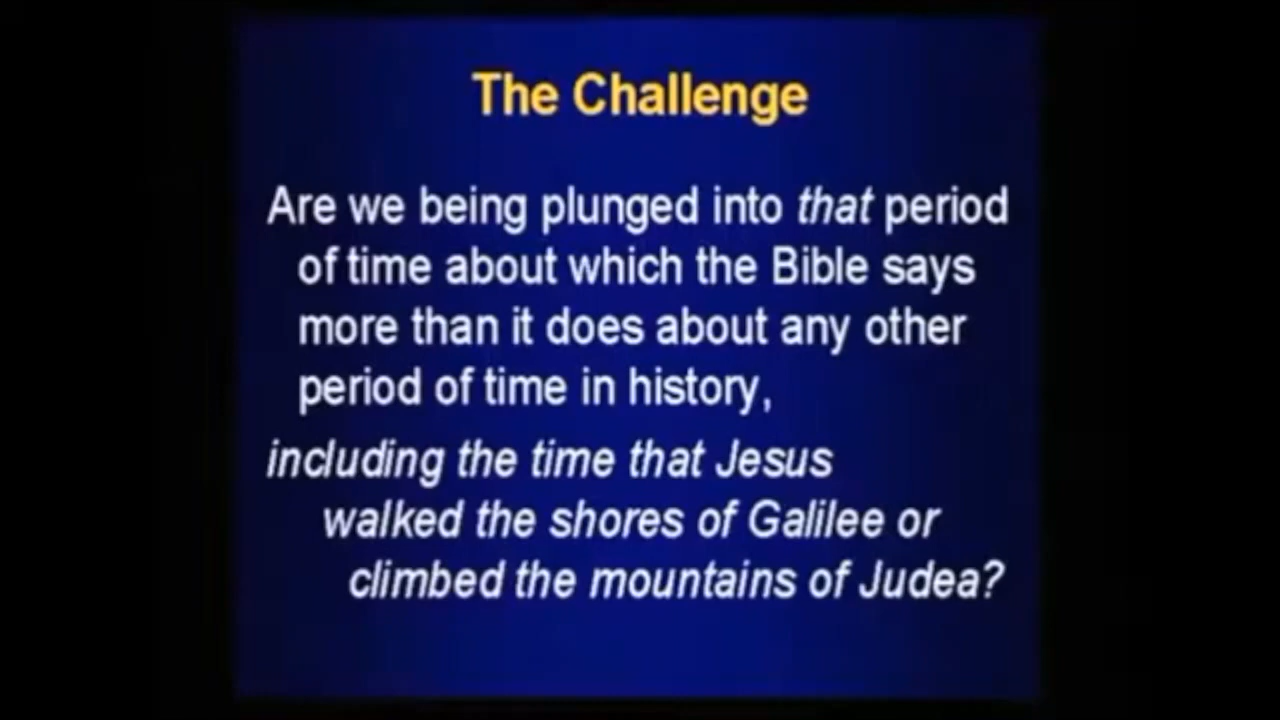 The Challenge
Are we being plunged into that period
of time about which the Bible says
more than it does about any other
period of time in history,
including the time that Jesus
walked the shores of Galilee or
climbed the mountains of Judea?